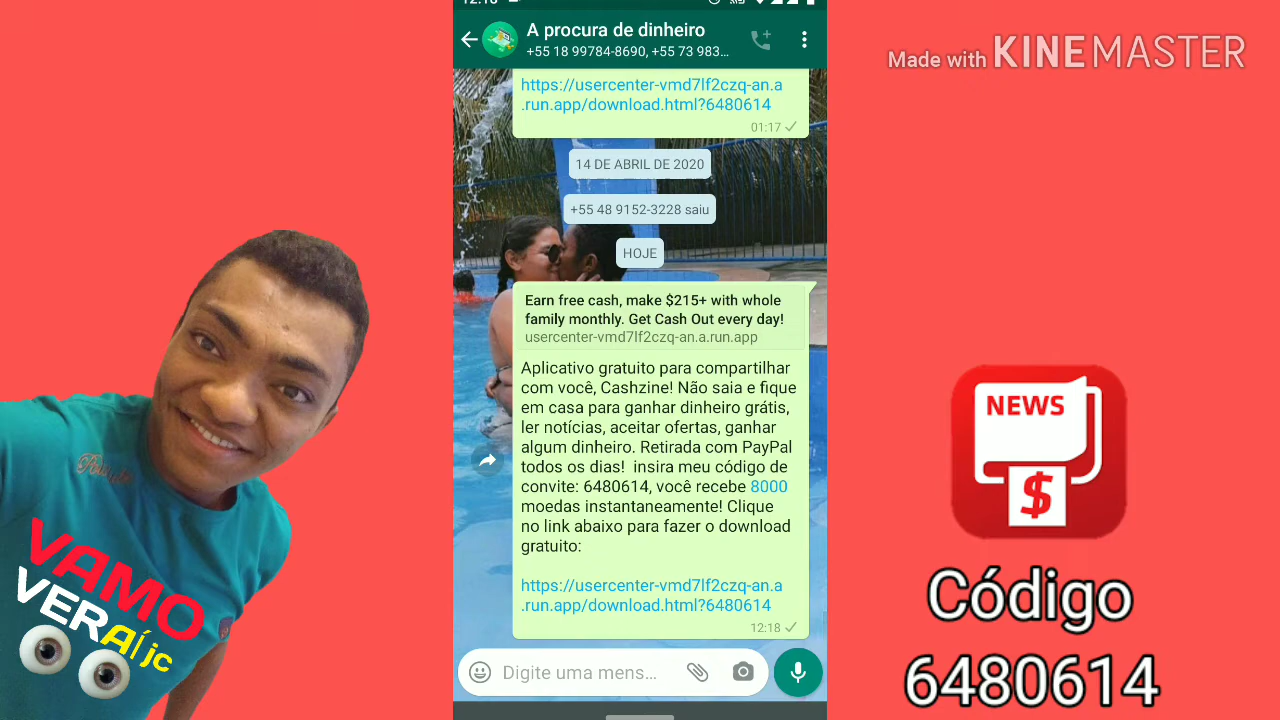 12:18
A procura de dinheiro
+55 18 99784-8690, +55 73 983...
Made with KINEMASTER
https://usercenter-vmd7lf2czq-an.a
.run.app/download.html?6480614
01:17
14 DE ABRIL DE 2020
+55 48 9152-3228 saiu
HOJE
Earn free cash, make $215+ with whole
family monthly. Get Cash Out every day!
usercenter-vmd7lf2czq-an.a.run.app
Aplicativo gratuito para compartilhar
com você, Cashzine! Não saia e fique
em casa para ganhar dinheiro grátis,
ler notícias, aceitar ofertas, ganhar
algum dinheiro. Retirada com PayPal
todos os dias!  insira meu código de
convite: 6480614, você recebe 8000
moedas instantaneamente! Clique
no link abaixo para fazer o download
gratuito:
https://usercenter-vmd7lf2czq-an.a
.run.app/download.html?6480614
12:18
Digite uma mens...
VAMO
VER AÍ jc
NEWS
$
Código
6480614